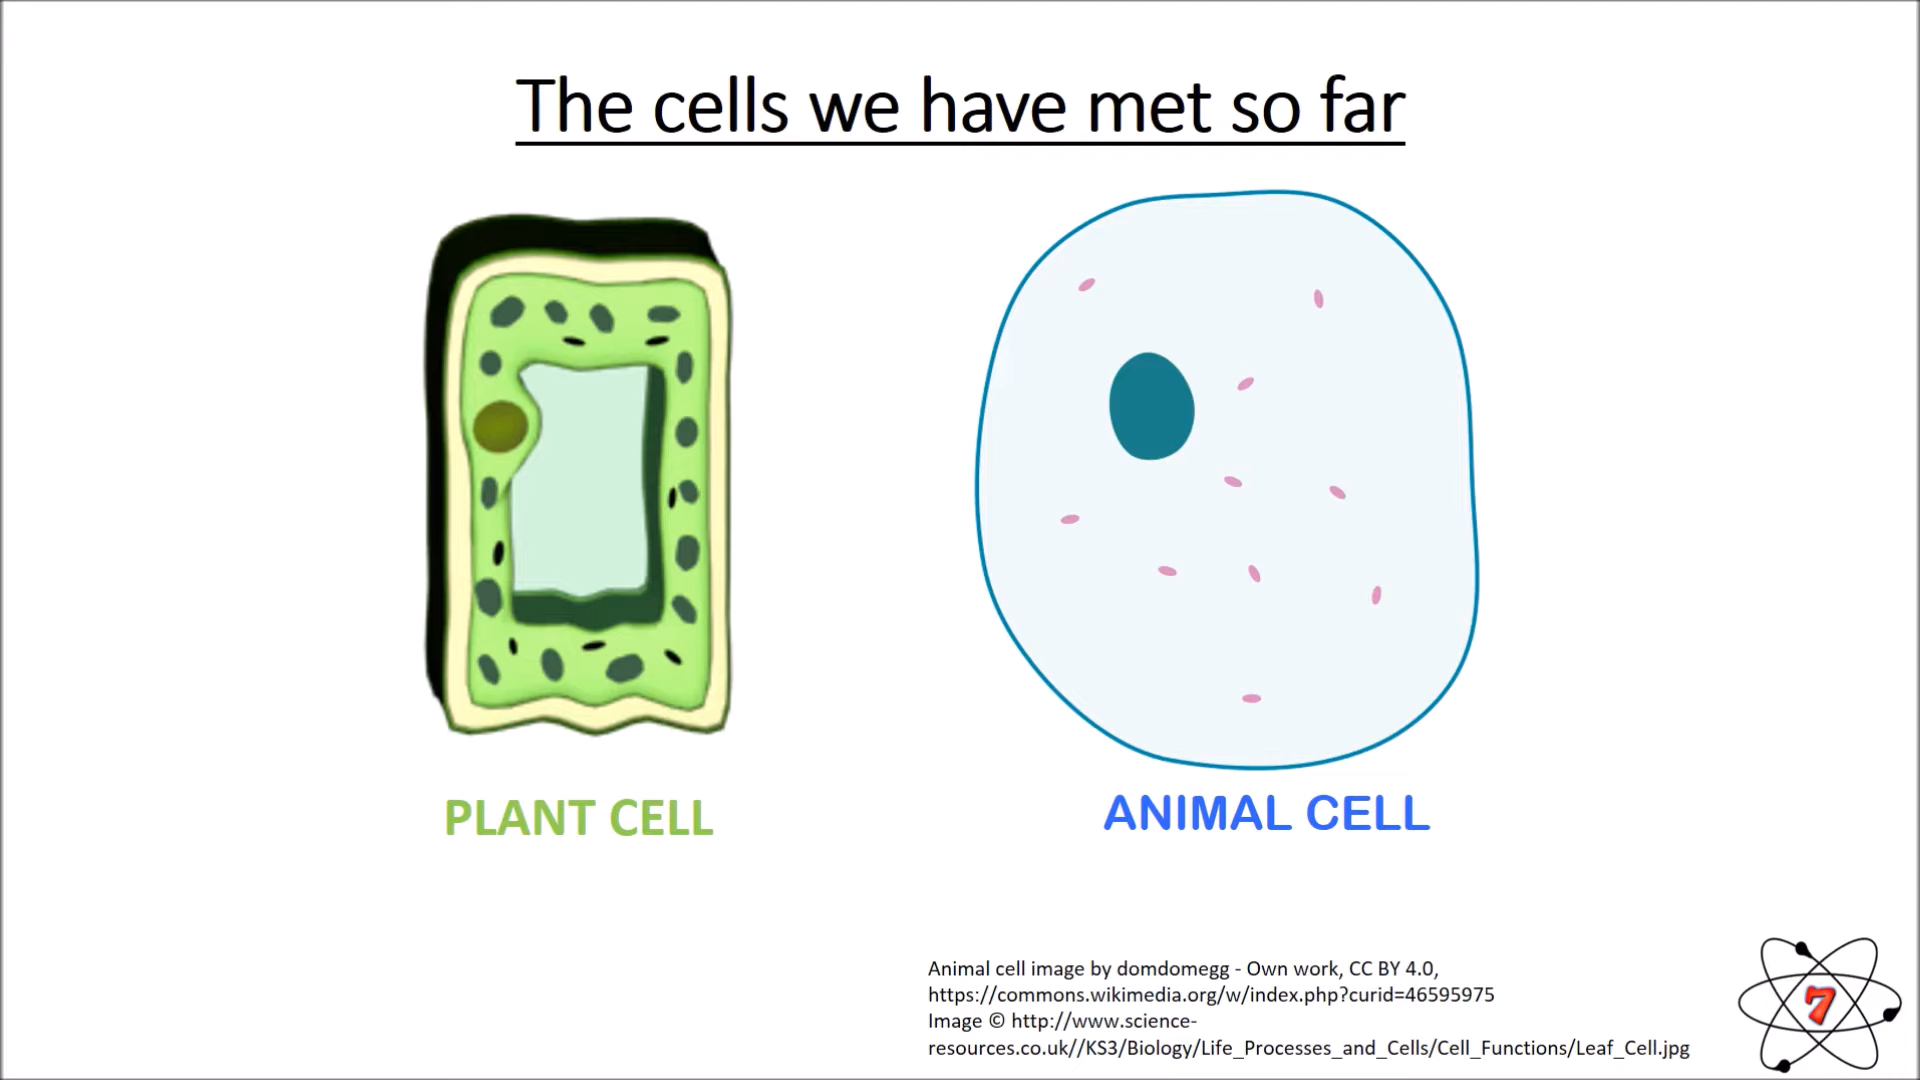 The cells we have met so far
PLANT CELL
ANIMAL CELL
Animal cell image by domdomegg - Own work, CC BY 4.0,
https://commons.wikimedia.org/w/index.php?curid=46595975
Image © http://www.science-
resources.co.uk//KS3/Biology/Life_Processes_and_Cells/Cell_Functions/Leaf_Cell.jpg
7